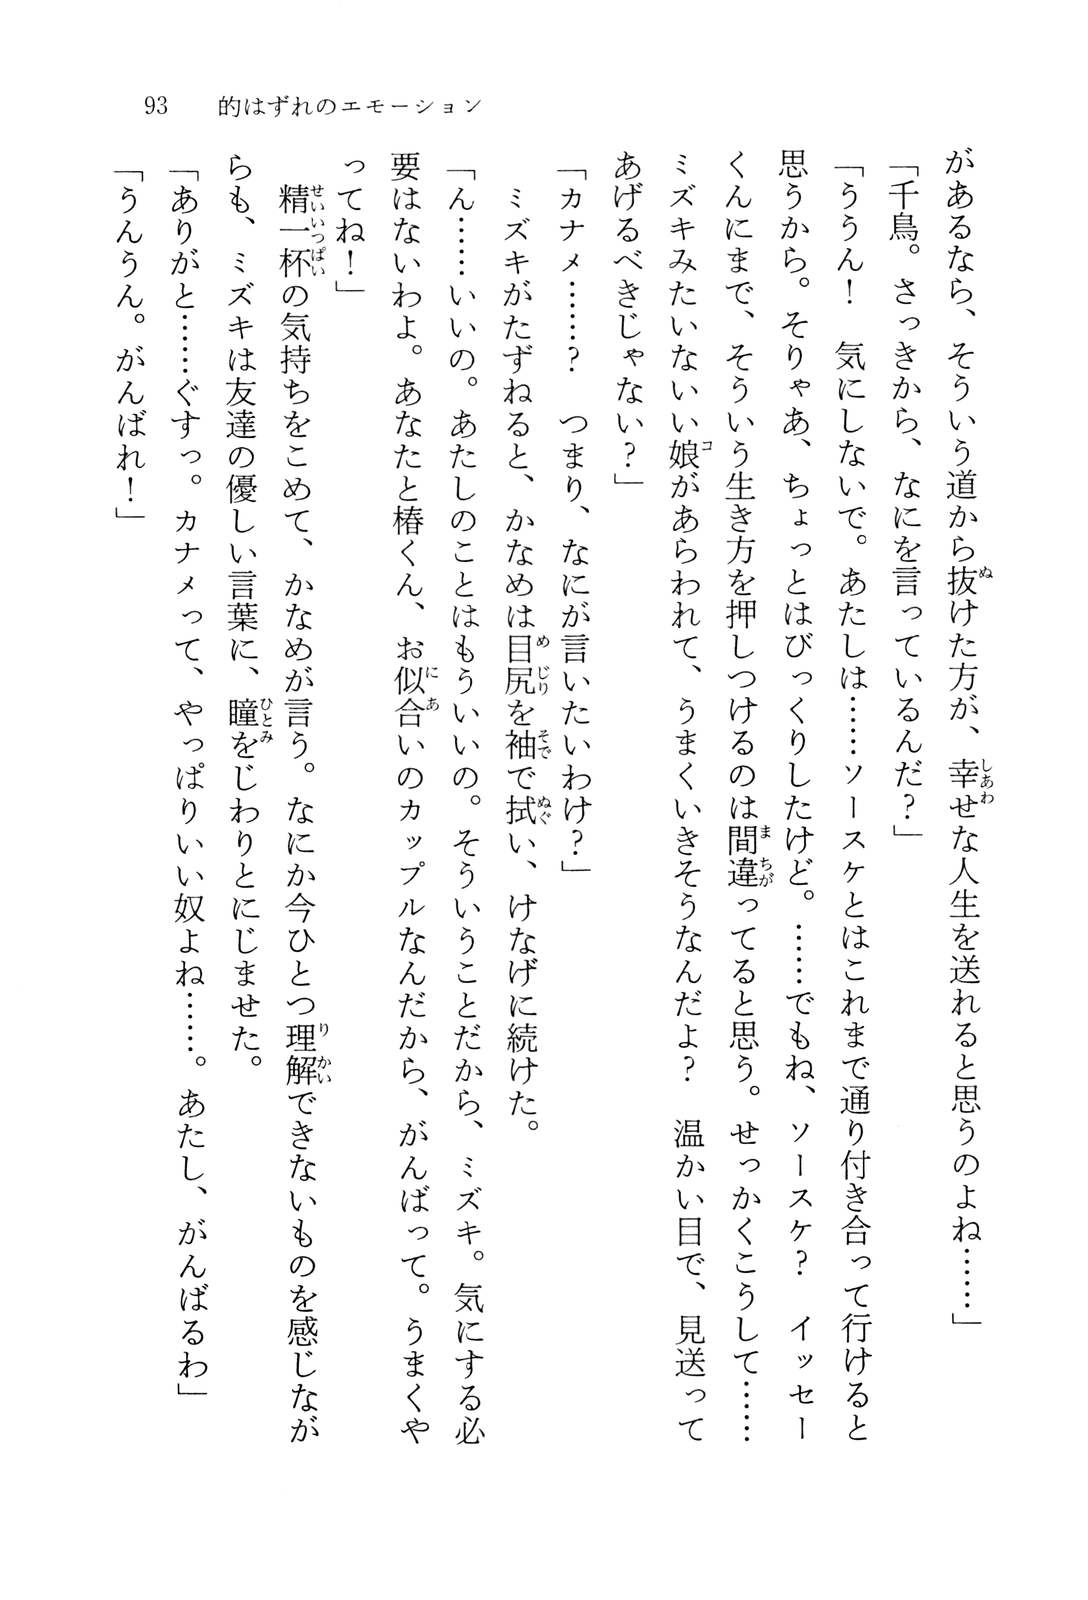 93　的はずれのエモーション
があるなら、そういう道から抜けた方が、幸せな人生を送れると思うのよね……」
「千鳥。さっきから、なにを言っているんだ？」
「ううん！　気にしないで。あたしは……ソースケとはこれまで通り付き合って行けると
思うから。そりゃあ、ちょっとはびっくりしたけど。……でもね、ソースケ？　イッセー
くんにまで、そういう生き方を押しつけるのは間違ってると思う。せっかくこうして……
ミズキみたいないい娘があらわれて、うまくいきそうなんだよ？　温かい目で、見送って
あげるべきじゃない？」
「カナメ……？　つまり、なにが言いたいわけ？」
　ミズキがたずねると、かなめは目尻を袖で拭い、けなげに続けた。
「ん……いいの。あたしのことはもういいの。そういうことだから、ミズキ。気にする必
要はないわよ。あなたと椿くん、お似合いのカップルなんだから、がんばって。うまくや
ってね！」
　精一杯の気持ちをこめて、かなめが言う。なにか今ひとつ理解できないものを感じなが
らも、ミズキは友達の優しい言葉に、瞳をじわりとにじませた。
「ありがと……ぐすっ。カナメって、やっぱりいい奴よね……。あたし、がんばるわ」
「うんうん。がんばれ！」